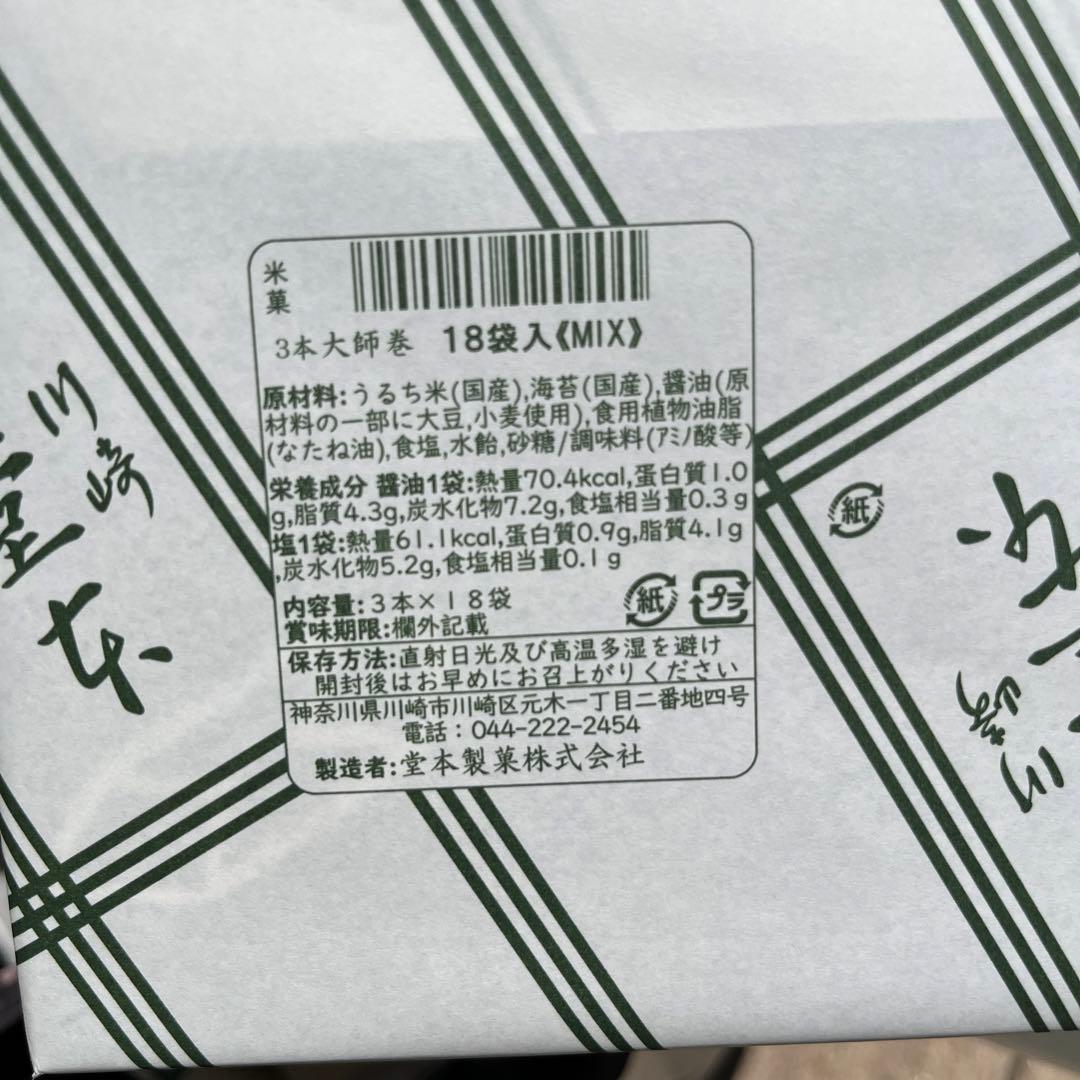 米菓
3本大師巻 18袋入《MIX》
原材料:うるち米(国産),海苔(国産),醤油(原
材料の一部に大豆,小麦使用),食用植物油脂
(なたね油),食塩,水飴,砂糖/調味料(アミノ酸等)
栄養成分 醤油1袋:熱量70.4kcal,蛋白質1.0
g,脂質4.3g,炭水化物7.2g,食塩相当量0.3g
塩1袋:熱量61.1kcal,蛋白質0.9g,脂質4.1g
,炭水化物5.2g,食塩相当量0.1g
内容量:3本×18袋
賞味期限:欄外記載
紙
プラ
保存方法:直射日光及び高温多湿を避け
開封後はお早めにお召上がりください
神奈川県川崎市川崎区元木一丁目二番地四号
電話:044-222-2454
製造者:堂本製菓株式会社
紙
川崎
堂本
川崎